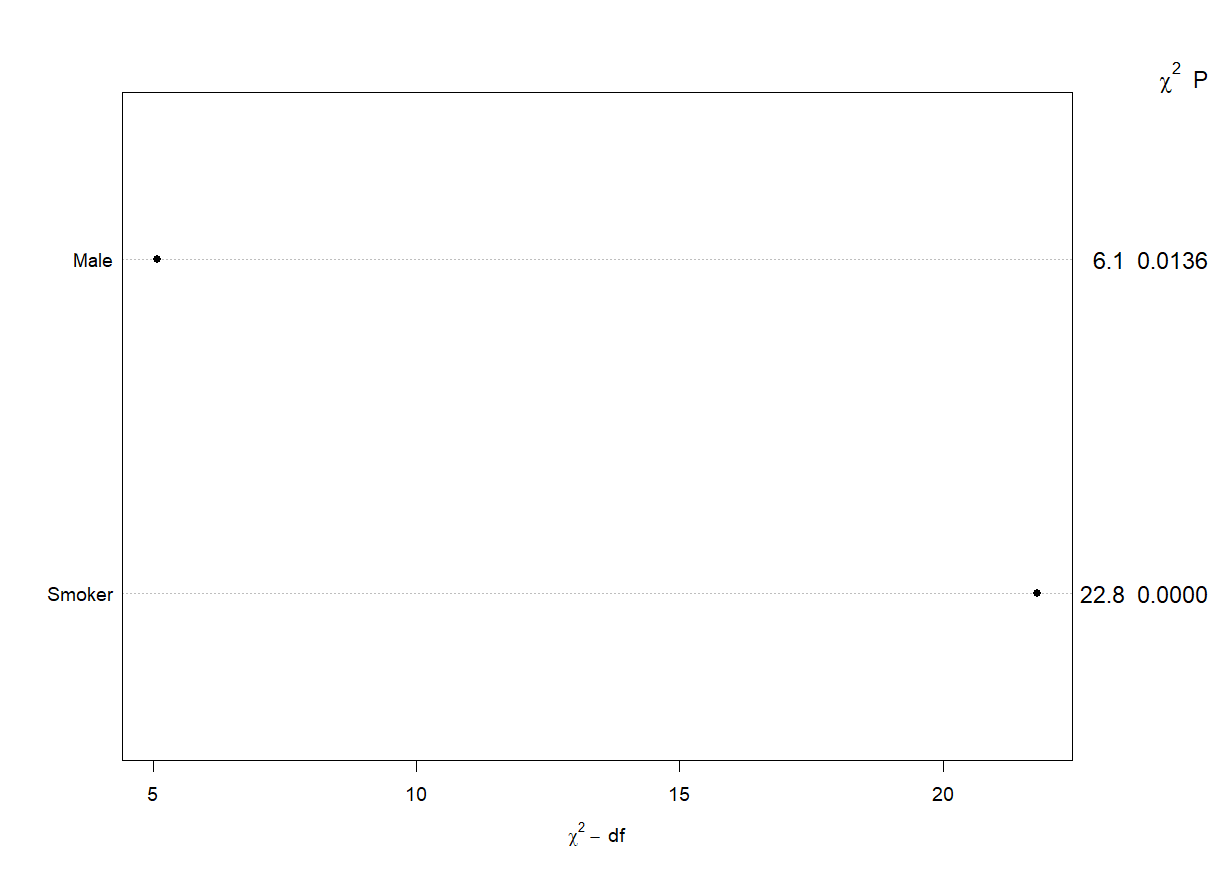 χ² P
Male 6.1 0.0136
Smoker 22.8 0.0000
5 10 15 20
χ² – df